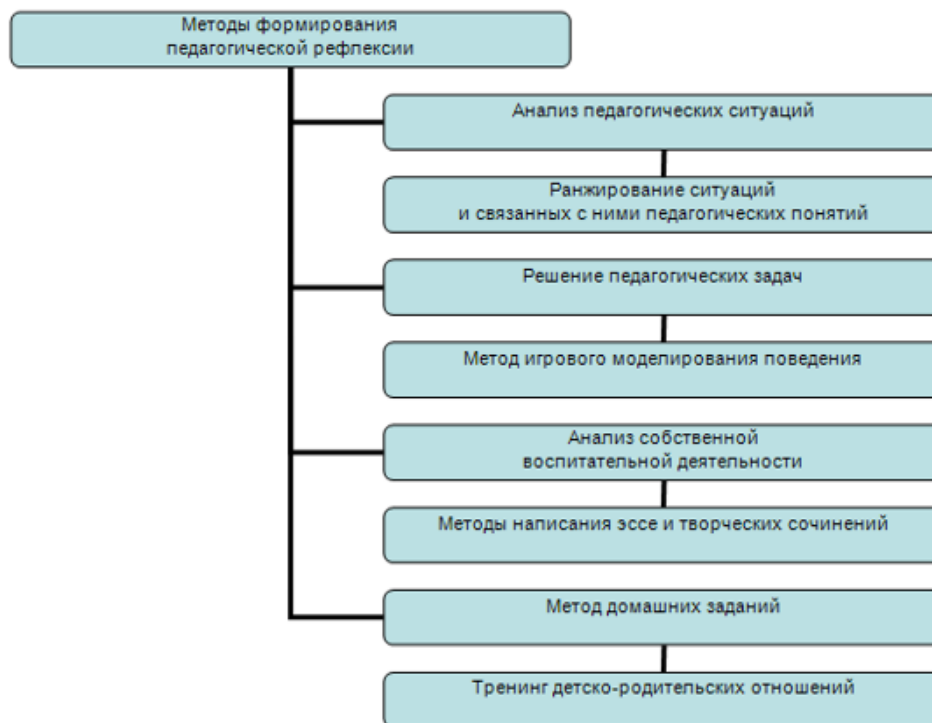 Методы формирования
педагогической рефлексии
Анализ педагогических ситуаций
Ранжирование ситуаций
и связанных с ними педагогических понятий
Решение педагогических задач
Метод игрового моделирования поведения
Анализ собственной
воспитательной деятельности
Методы написания эссе и творческих сочинений
Метод домашних заданий
Тренинг детско-родительских отношений